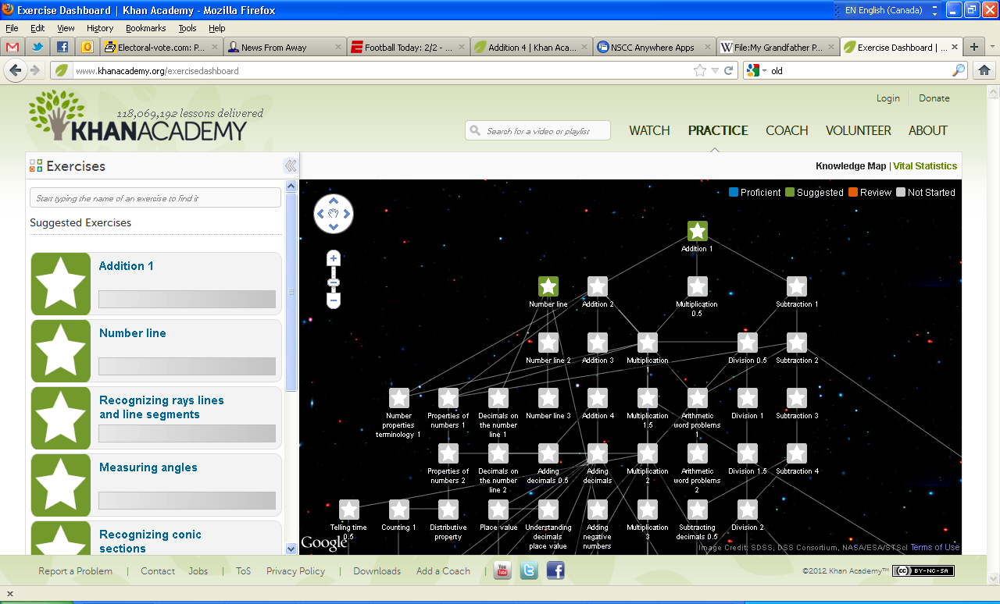 Exercise Dashboard | Khan Academy - Mozilla Firefox
EN English (Canada)
File Edit View History Bookmarks Tools Help
Electoral-vote.com: P...
News From Away
Football Today: 2/2 - ...
Addition 4 | Khan Aca...
NSCC Anywhere Apps
File:My Grandfather P...
Exercise Dashboard | ...
www.khanacademy.org/exercisedashboard
old
118,069,192 lessons delivered
KHANACADEMY
Login
Donate
Search for a video or playlist
WATCH PRACTICE COACH VOLUNTEER ABOUT
Exercises
Knowledge Map | Vital Statistics
Start typing the name of an exercise to find it
Suggested Exercises
Addition 1
Number line
Recognizing rays lines
and line segments
Measuring angles
Recognizing conic
sections
Proficient Suggested Review Not Started
Addition 1
Number line
Addition 2
Multiplication
0.5
Subtraction 1
Number line 2
Addition 3
Multiplication
1
Division 0.5
Subtraction 2
Number
properties
terminology 1
Properties of
numbers 1
Decimals on
the number
line 1
Number line 3
Addition 4
Multiplication
1.5
Arithmetic
word problems
1
Division 1
Subtraction 3
Properties of
numbers 2
Decimals on
the number
line 2
Adding
decimals 0.5
Adding
decimals
Multiplication
2
Arithmetic
word problems
2
Division 1.5
Subtraction 4
Telling time
0.5
Counting 1
Distributive
property
Place value
Understanding
decimals
place value
Adding
negative
numbers
Multiplication
3
Subtracting
decimals 0.5
Division 2
Google
Image Credit: SDSS, DSS Consortium, NASA/ESA/STScI Terms of Use
Report a Problem | Contact Jobs | ToS Privacy Policy | Downloads Add a Coach |
You Tube
©2012 Khan Academy™
cc BY-NC-SA